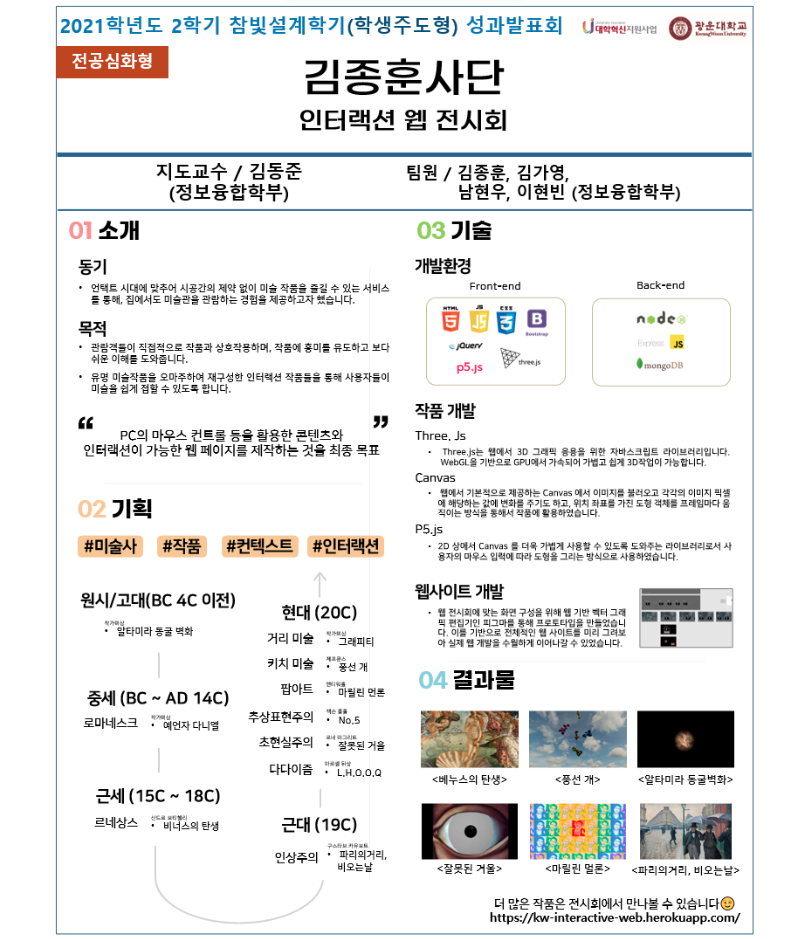 2021학년도 2학기 참빛설계학기(학생주도형) 성과발표회
대학혁신지원사업
광운대학교
KwangWoon University
전공심화형
김종훈사단
인터랙션 웹 전시회
지도교수 / 김동준
(정보융합학부)
팀원 / 김종훈, 김가영,
남현우, 이현빈 (정보융합학부)
01 소개
동기
• 언택트 시대에 맞추어 시공간의 제약 없이 미술 작품을 즐길 수 있는 서비스
를 통해, 집에서도 미술관을 관람하는 경험을 제공하고자 했습니다.
목적
• 관람객들이 직접적으로 작품과 상호작용하며, 작품에 흥미를 유도하고 보다
쉬운 이해를 도와줍니다.
• 유명 미술작품을 오마주하여 재구성한 인터랙션 작품들을 통해 사용자들이
미술을 쉽게 접할 수 있도록 합니다.
“ ”
PC의 마우스 컨트롤 등을 활용한 콘텐츠와
인터랙션이 가능한 웹 페이지를 제작하는 것을 최종 목표
02 기획
#미술사 #작품 #컨텍스트 #인터랙션
원시/고대(BC 4C 이전)
작가미상
• 알타미라 동굴 벽화
중세 (BC ~ AD 14C)
로마네스크
작가미상
• 예언자 다니엘
근세 (15C ~ 18C)
르네상스
산드로 보티첼리
• 비너스의 탄생
현대 (20C)
거리 미술
작가미상
• 그래피티
키치 미술
제프쿤스
• 풍선 개
팝아트
앤디워홀
• 마릴린 먼론
추상표현주의
잭슨 폴록
• No.5
초현실주의
르네 마그리트
• 잘못된 거울
다다이즘
마르셀 뒤샹
• L.H.O.O.Q
근대 (19C)
인상주의
구스타브 카유보트
• 파리의거리,
비오는날
03 기술
개발환경
Front-end
HTML
5
JS
CSS
3
B
Bootstrap
jQuery
p5.js
three.js
Back-end
node
Express
JS
mongoDB
작품 개발
Three. Js
• Three.js는 웹에서 3D 그래픽 응용을 위한 자바스크립트 라이브러리입니다.
WebGL을 기반으로 GPU에서 가속되어 가볍고 쉽게 3D작업이 가능합니다.
Canvas
• 웹에서 기본적으로 제공하는 Canvas 에서 이미지를 불러오고 각각의 이미지 픽셀
에 해당하는 값에 변화를 주기도 하고, 위치 좌표를 가진 도형 객체를 프레임마다 움
직이는 방식을 통해서 작품에 활용하였습니다.
P5.js
• 2D 상에서 Canvas 를 더욱 가볍게 사용할 수 있도록 도와주는 라이브러리로서 사
용자의 마우스 입력에 따라 도형을 그리는 방식으로 사용하였습니다.
웹사이트 개발
• 웹 전시회에 맞는 화면 구성을 위해 웹 기반 벡터 그래
픽 편집기인 피그마를 통해 프로토타입을 만들었습니
다. 이를 기반으로 전체적인 웹 사이트를 미리 그려보
아 실제 웹 개발을 수월하게 이어나갈 수 있었습니다.
04 결과물
<베누스의 탄생>
<풍선 개>
<알타미라 동굴벽화>
<잘못된 거울>
<마릴린 멀론>
<파리의거리, 비오는날>
더 많은 작품은 전시회에서 만나볼 수 있습니다😉
https://kw-interactive-web.herokuapp.com/